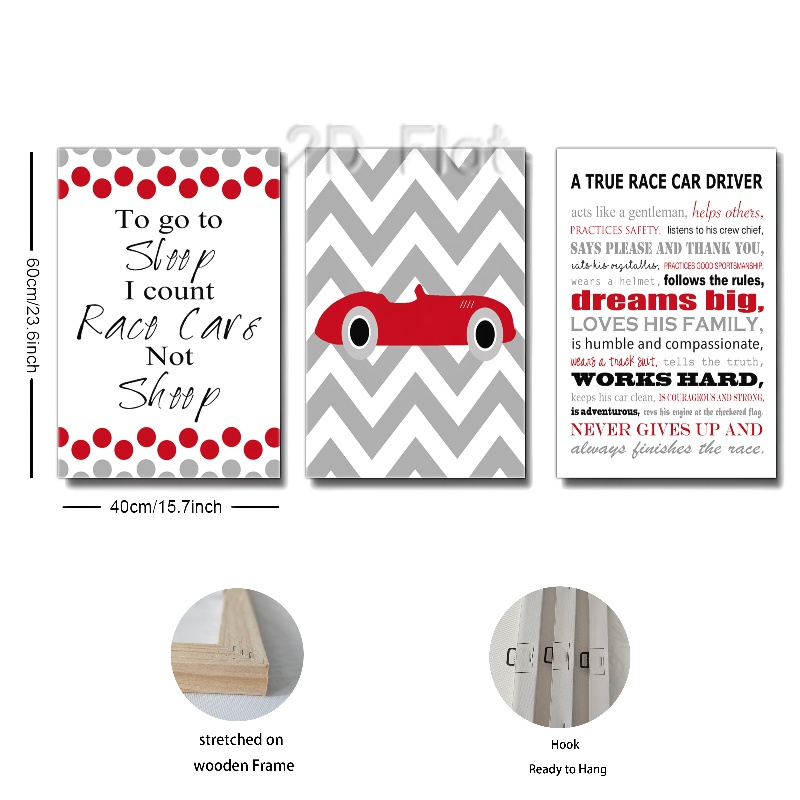 2D Flat
60cm/23.6inch
To go to
Sleep
I count
Race Cars
Not
Sheep
40cm/15.7inch
A TRUE RACE CAR DRIVER
acts like a gentleman, helps others,
PRACTICES SAFETY, listens to his crew chief,
SAYS PLEASE AND THANK YOU,
eats his vegetables, PRACTICES GOOD SPORTSMANSHIP,
wears a helmet, follows the rules,
dreams big,
LOVES HIS FAMILY,
is humble and compassionate,
wears a track suit, tells the truth,
WORKS HARD,
keeps his car clean, IS COURAGEOUS AND STRONG,
is adventurous, revs his engine at the checkered flag,
NEVER GIVES UP AND
always finishes the race.
stretched on
wooden Frame
Hook
Ready to Hang